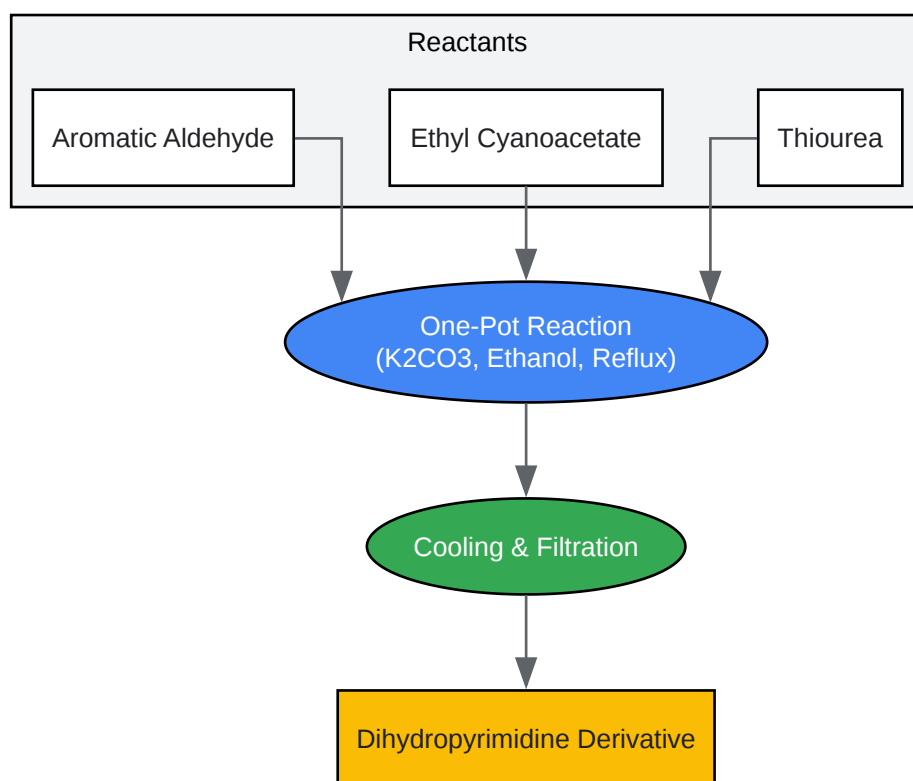 Reactants
Aromatic Aldehyde
Ethyl Cyanoacetate
Thiourea
One-Pot Reaction
(K2CO3, Ethanol, Reflux)
Cooling & Filtration
Dihydropyrimidine Derivative